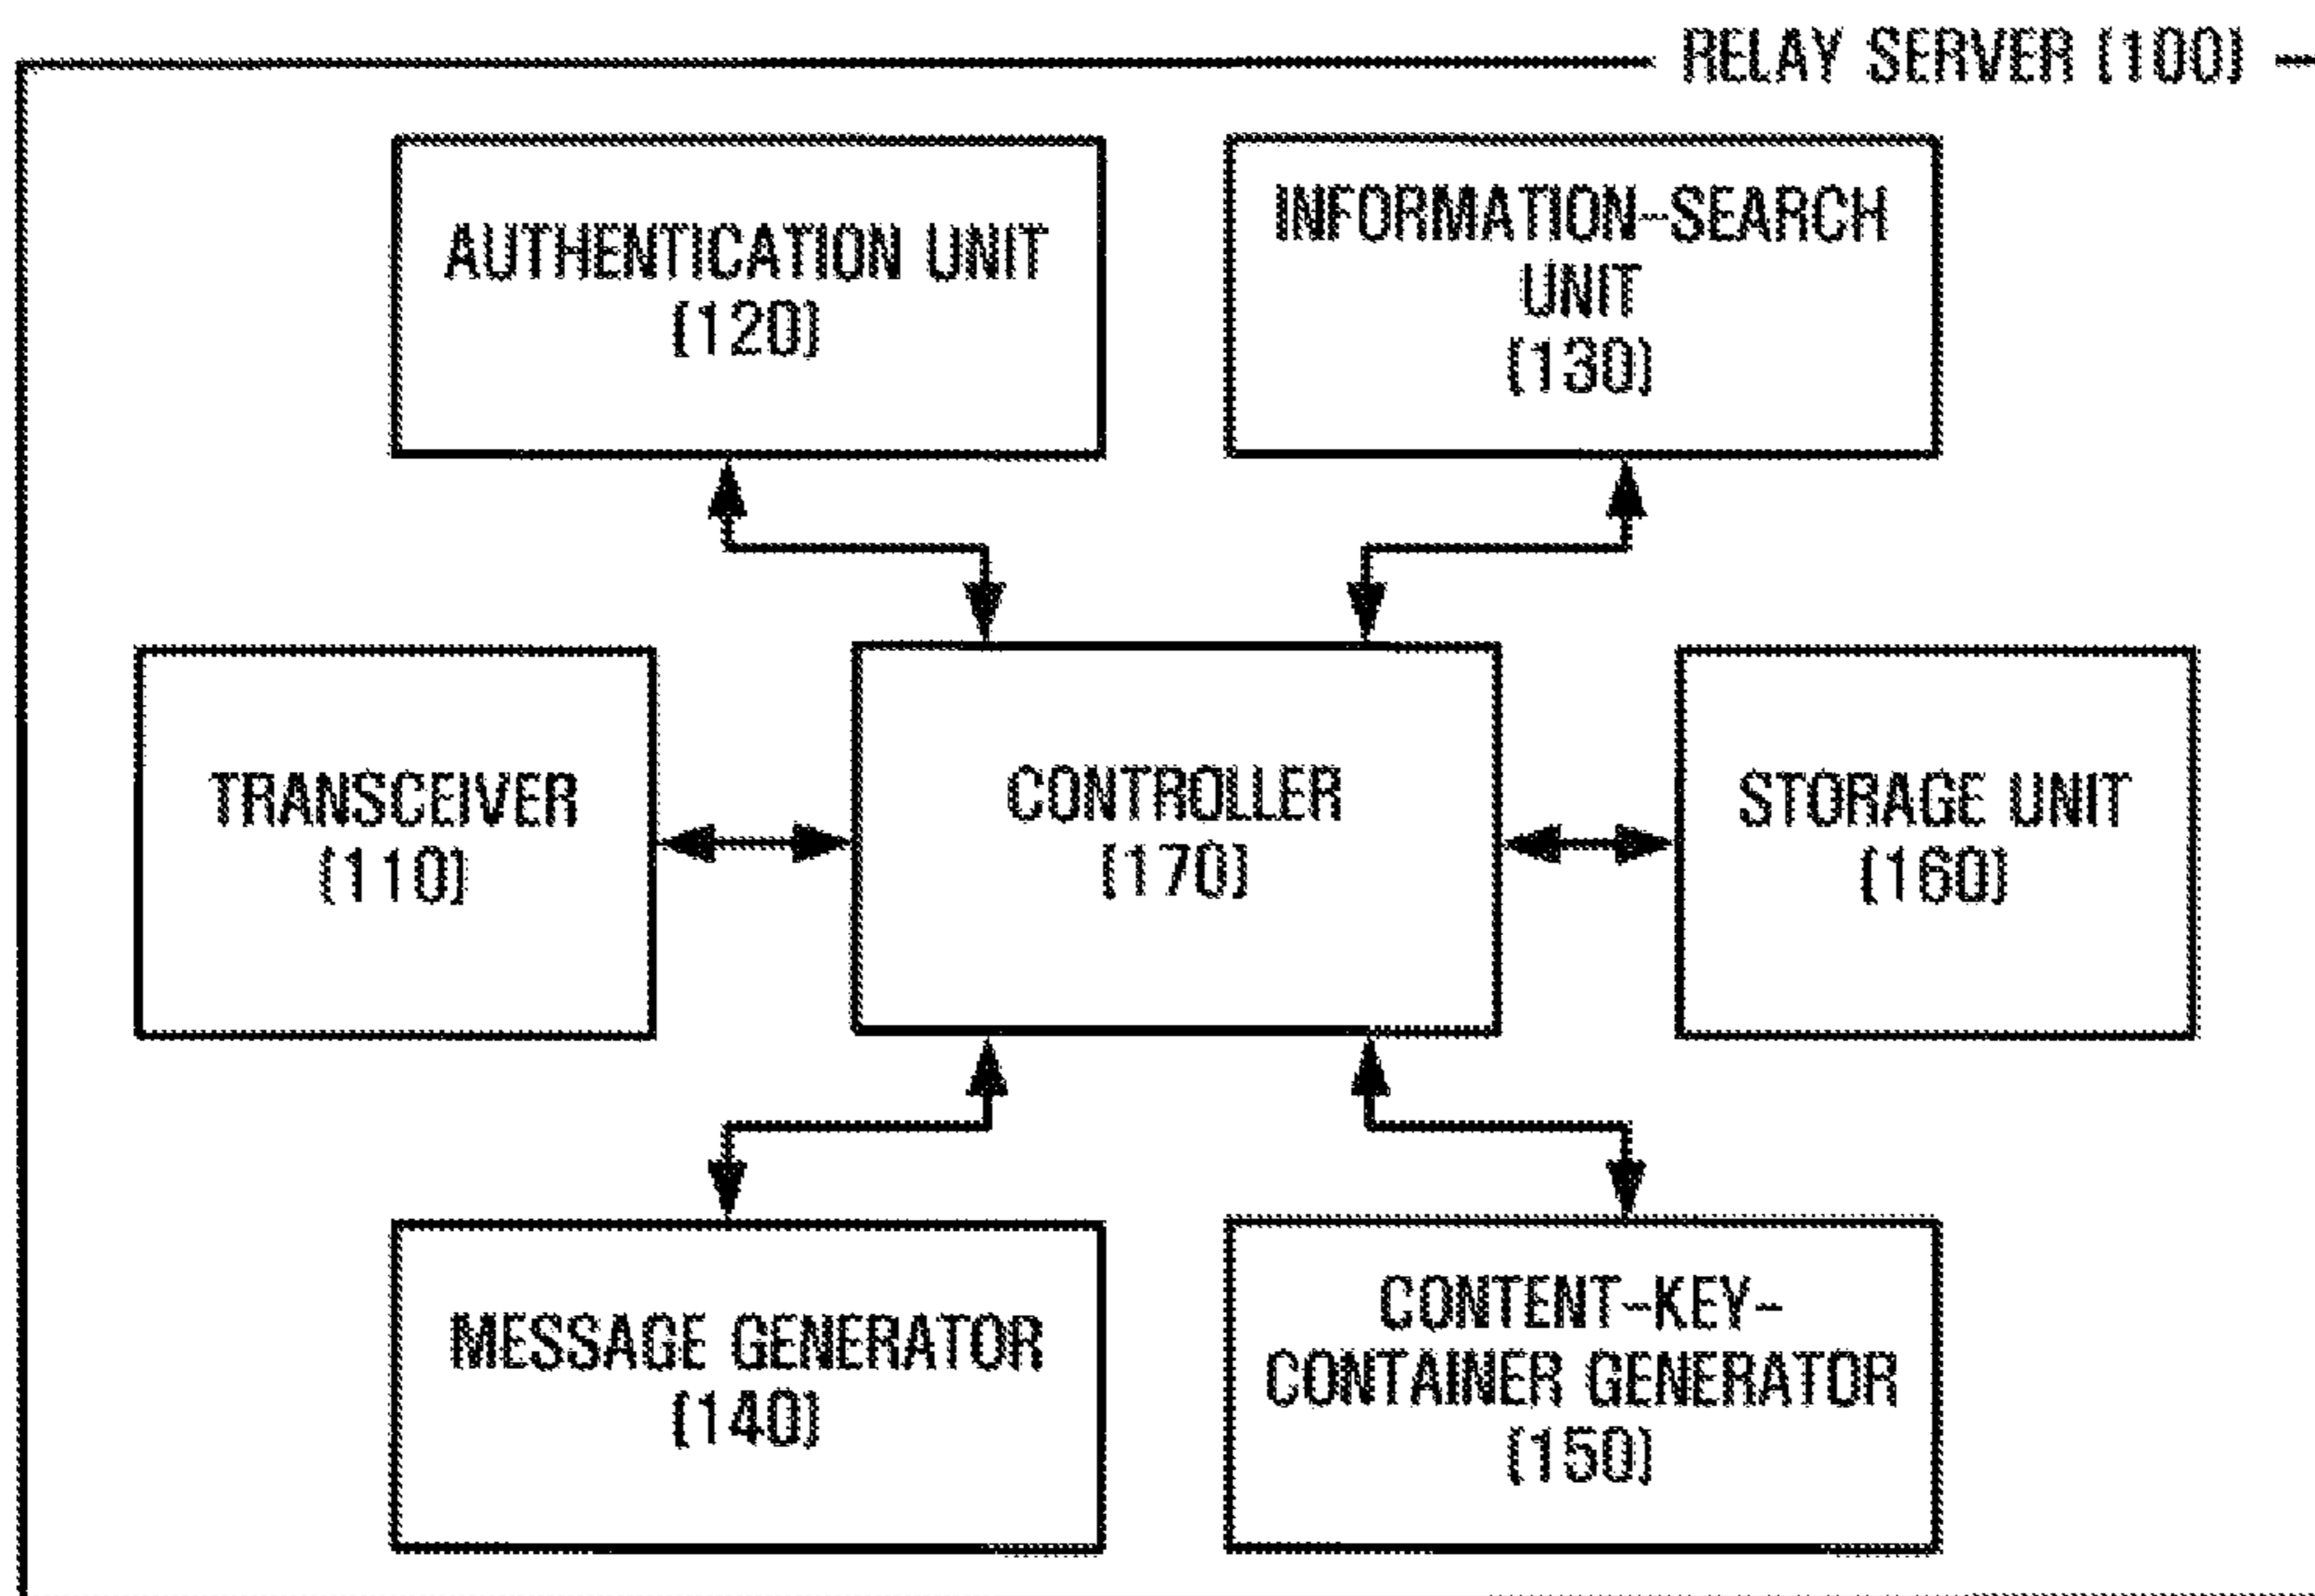 RELAY SERVER (100)
AUTHENTICATION UNIT
(120)
INFORMATION-SEARCH
UNIT
(130)
TRANSCEIVER
(110)
CONTROLLER
(170)
STORAGE UNIT
(160)
MESSAGE GENERATOR
(140)
CONTENT-KEY-
CONTAINER GENERATOR
(150)